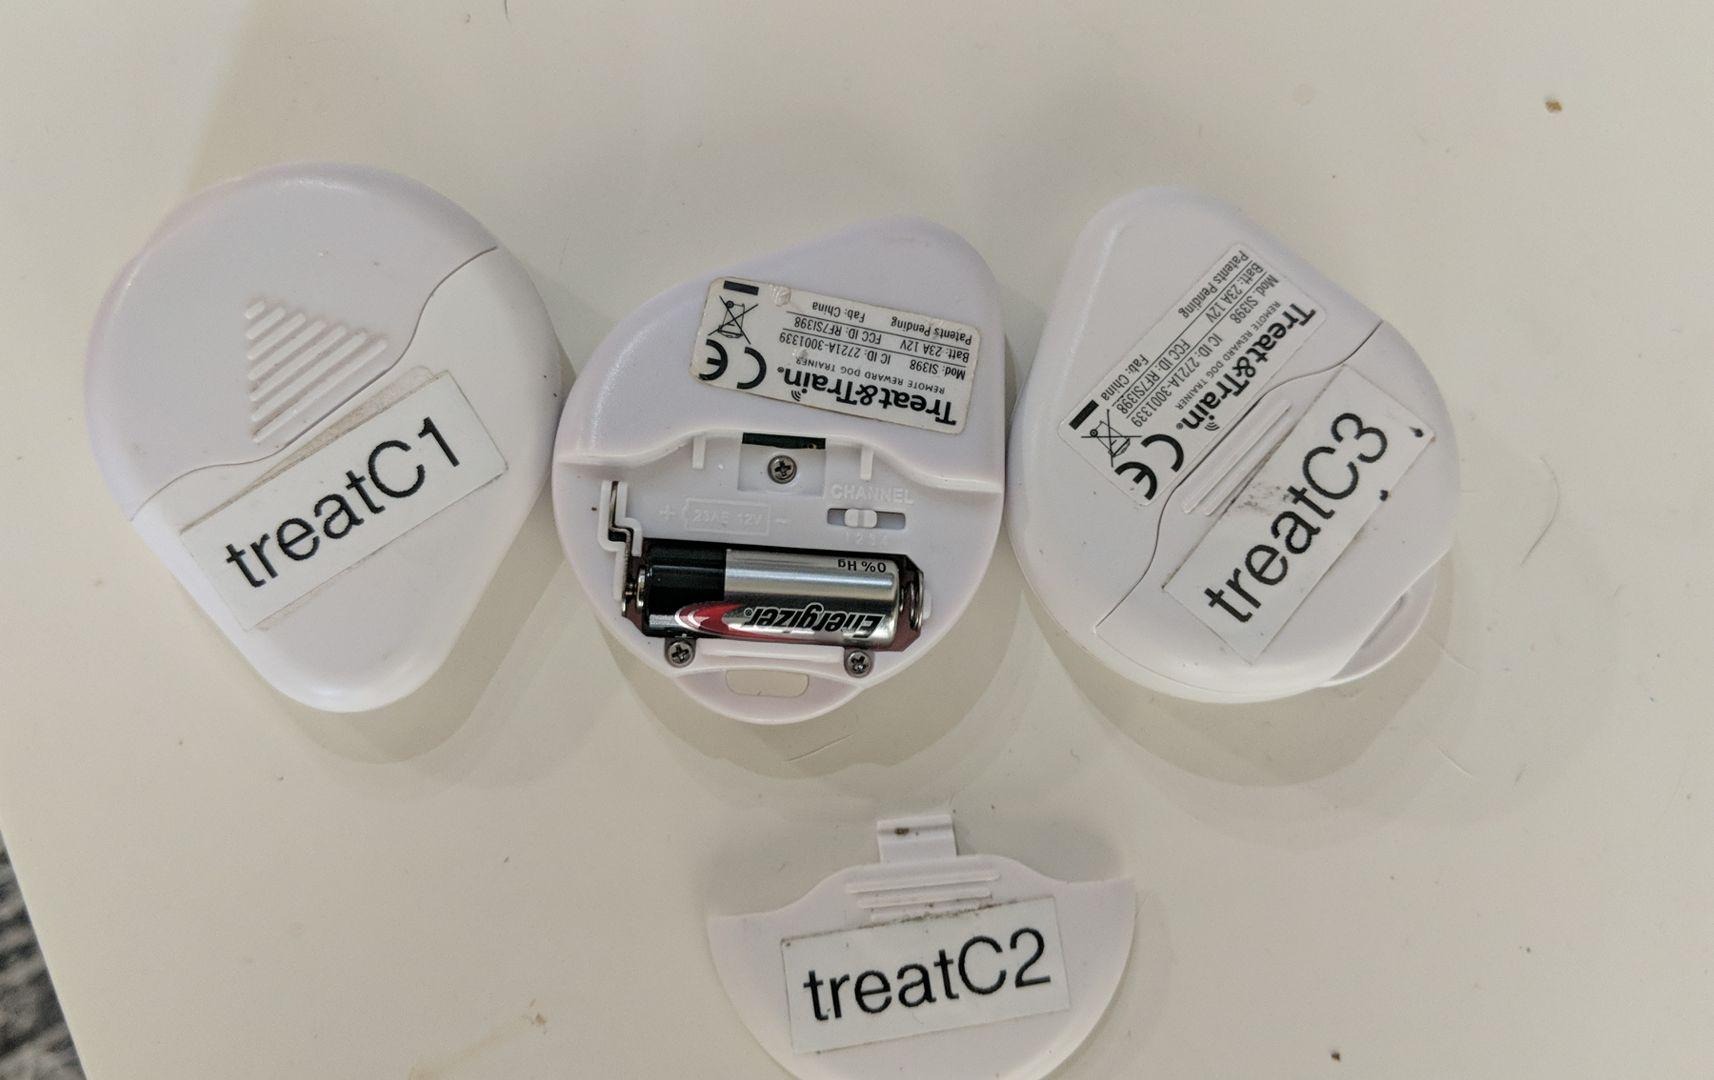 treatC1
Treat&Train®
REMOTE REWARD DOG TRAINER
Mod: SI398 IC ID: 2721A-3001339
Batt: 23A 12V FCC ID: RF7SI398
Patents Pending Fab: China
CE
CHANNEL
+ 23AE 12V -
1 2 3 4
0% Hg
Energizer®
Treat&Train®
REMOTE REWARD DOG TRAINER
Mod: SI398 IC ID: 2721A-3001339
Batt: 23A 12V FCC ID: RF7SI398
Patents Pending Fab: China
CE
treatC3
treatC2